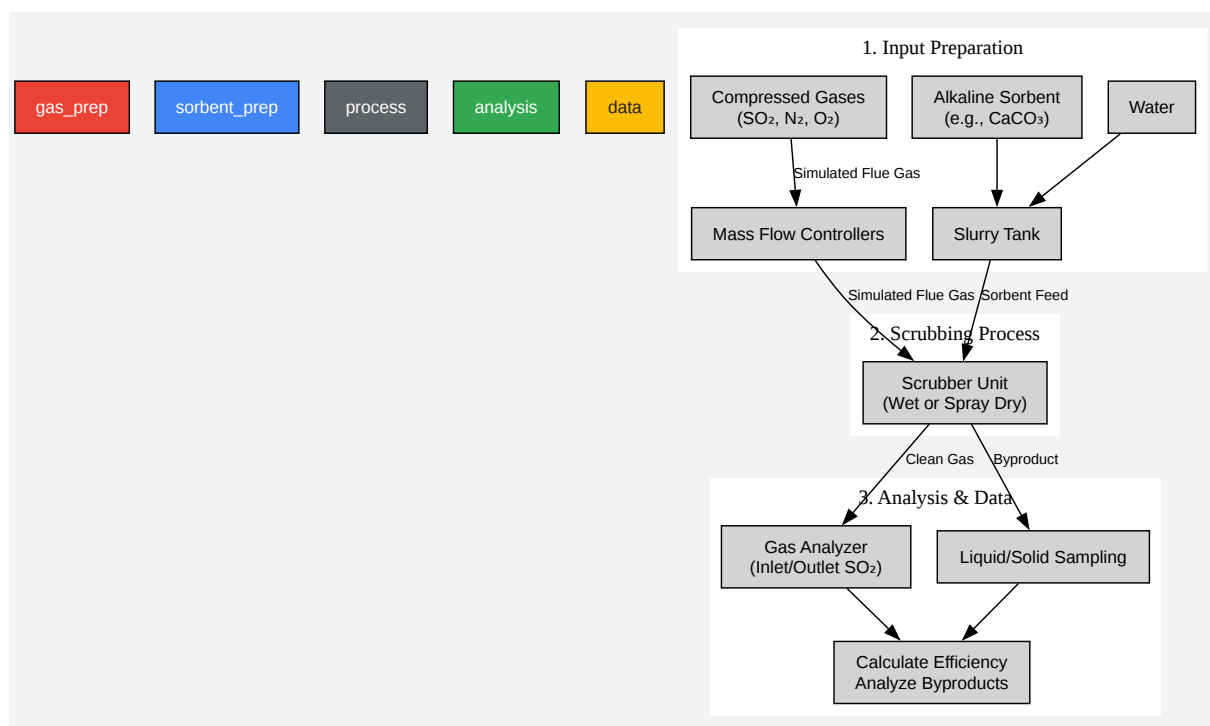 1. Input Preparation
gas_prep
sorbent_prep
process
analysis
data
Compressed Gases
(SO₂, N₂, O₂)
Alkaline Sorbent
(e.g., CaCO₃)
Water
Simulated Flue Gas
Mass Flow Controllers
Slurry Tank
Simulated Flue Gas
Sorbent Feed
2. Scrubbing Process
Scrubber Unit
(Wet or Spray Dry)
Clean Gas
Byproduct
3. Analysis & Data
Gas Analyzer
(Inlet/Outlet SO₂)
Liquid/Solid Sampling
Calculate Efficiency
Analyze Byproducts